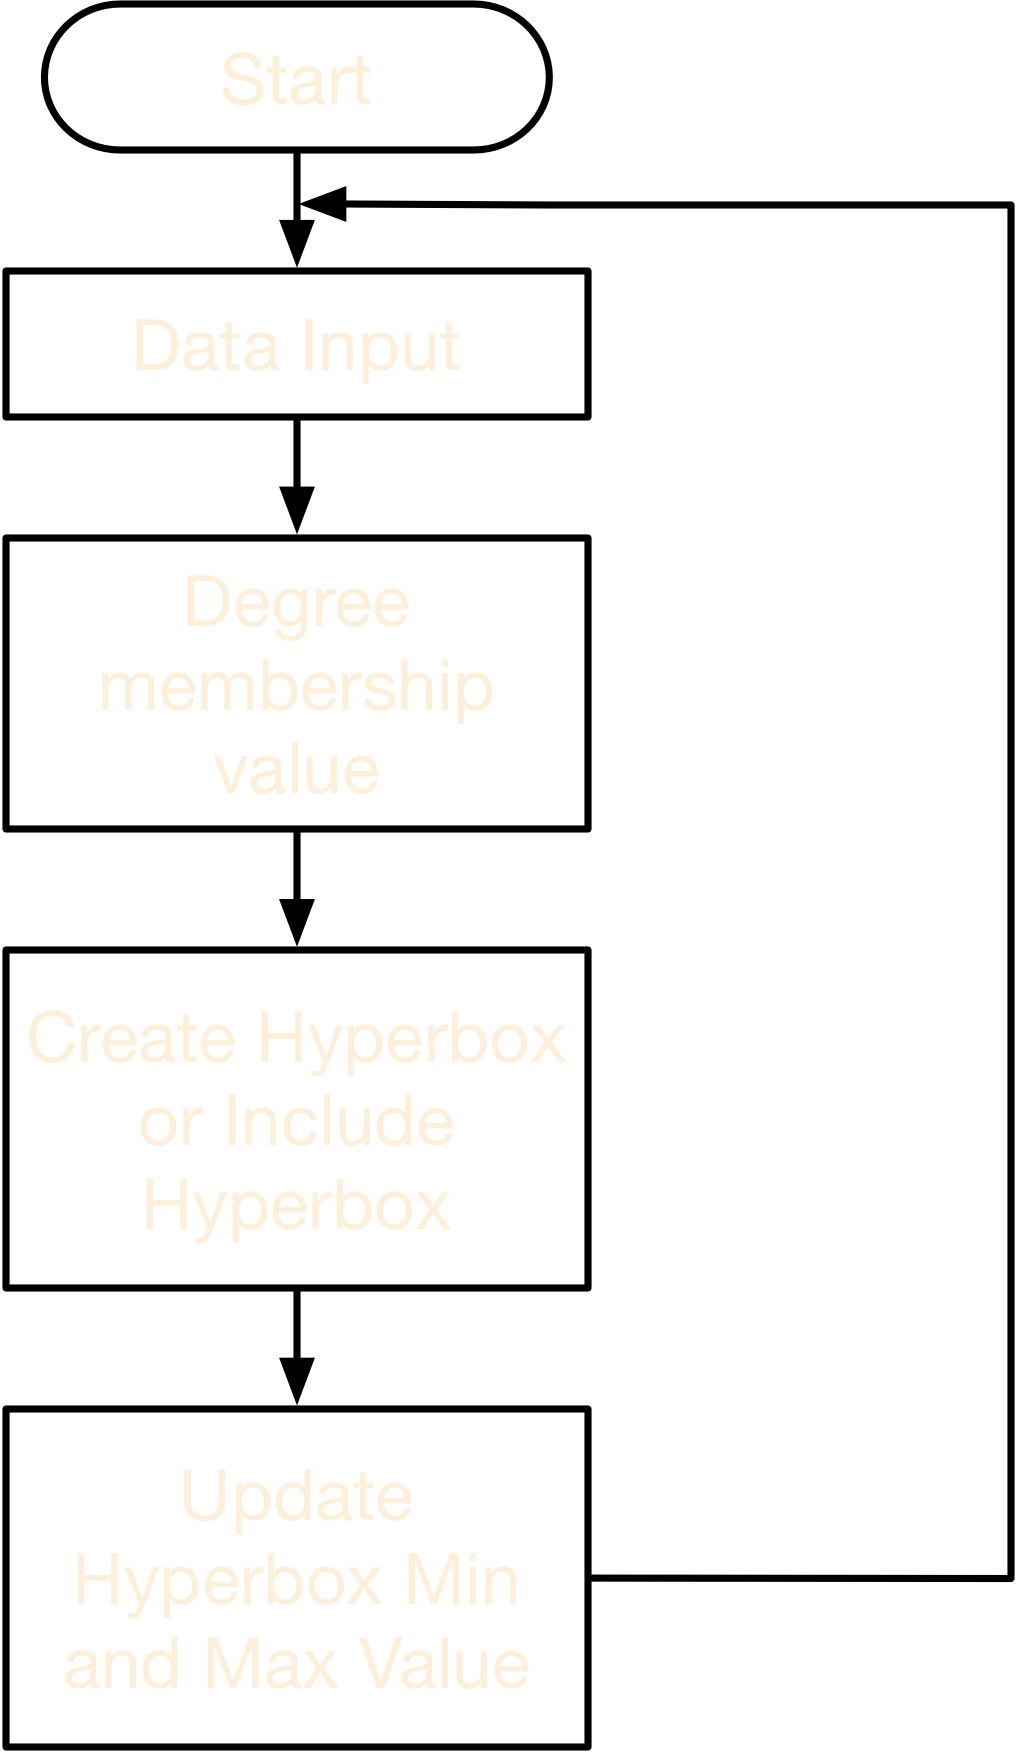 Start
Data Input
Degree
membership
value
Create Hyperbox
or Include
Hyperbox
Update
Hyperbox Min
and Max Value